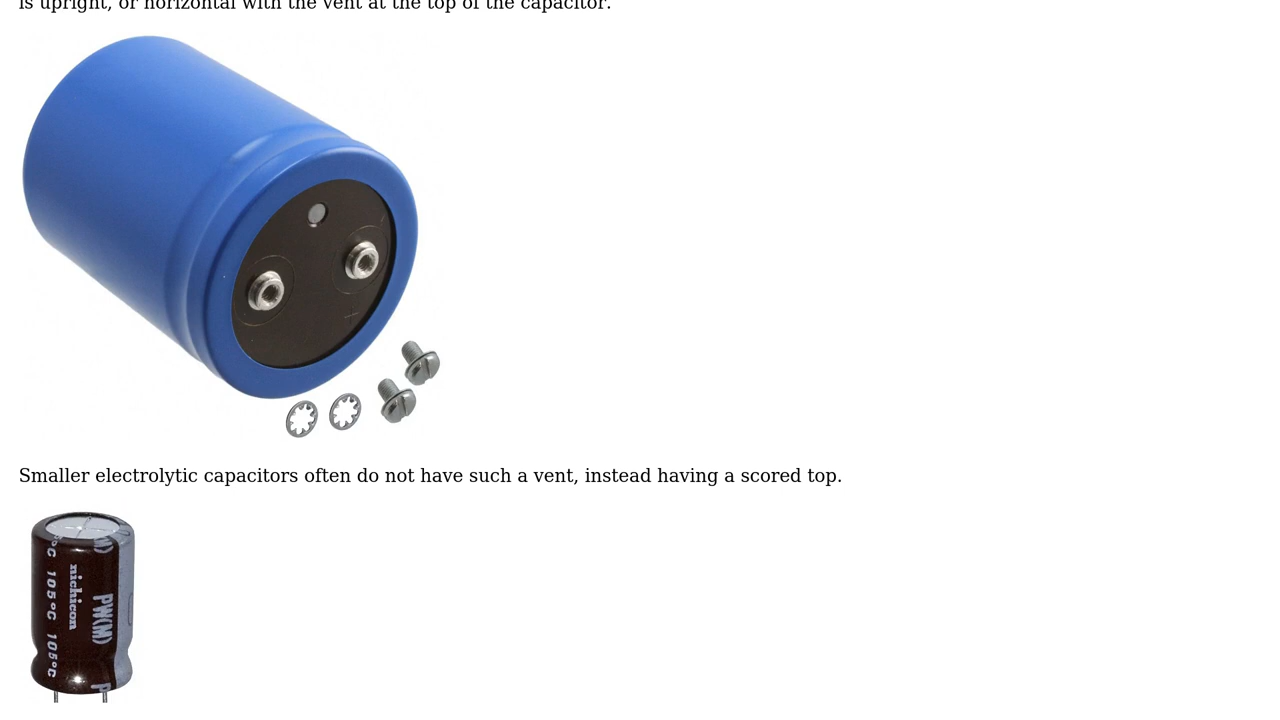 is upright, or horizontal with the vent at the top of the capacitor.
+
Smaller electrolytic capacitors often do not have such a vent, instead having a scored top.
°C 105°C 105°C
nichicon
PW(M)